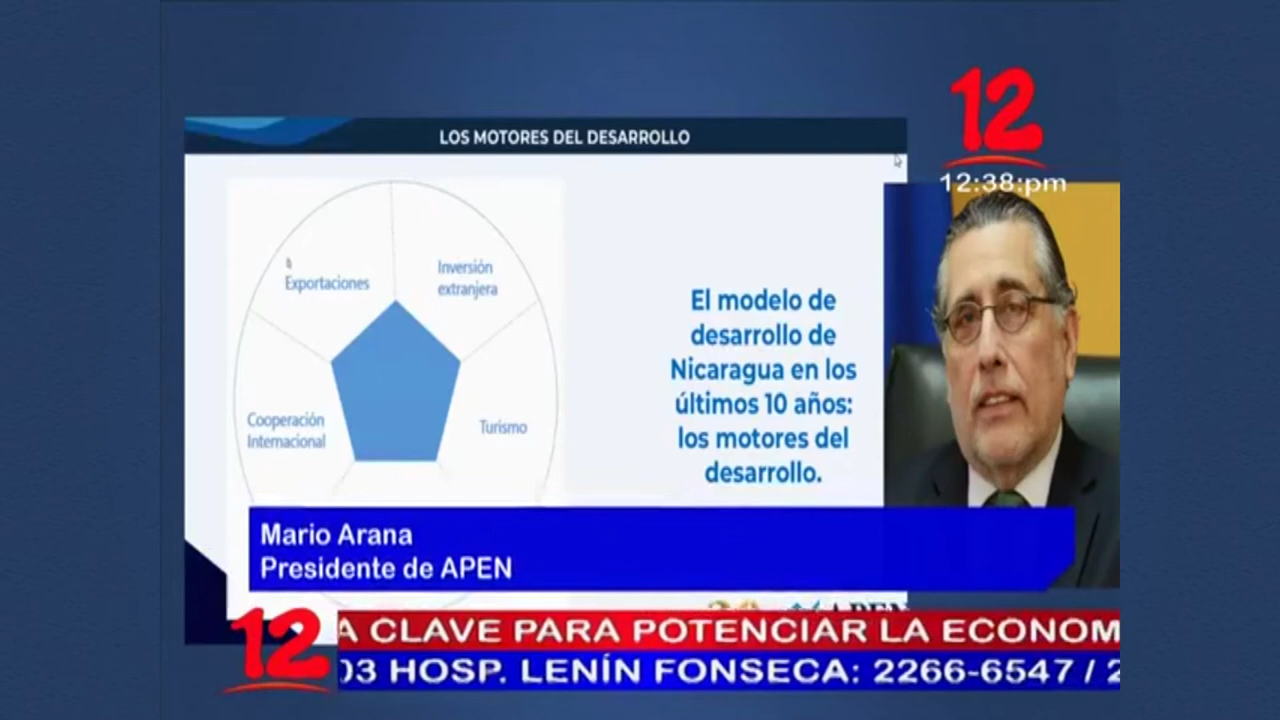 LOS MOTORES DEL DESARROLLO
12
12:38:pm
Exportaciones
Inversión
extranjera
Cooperación
Internacional
Turismo
El modelo de
desarrollo de
Nicaragua en los
últimos 10 años:
los motores del
desarrollo.
Mario Arana
Presidente de APEN
APEN
12
A CLAVE PARA POTENCIAR LA ECONOM
03 HOSP. LENÍN FONSECA: 2266-6547 / 2